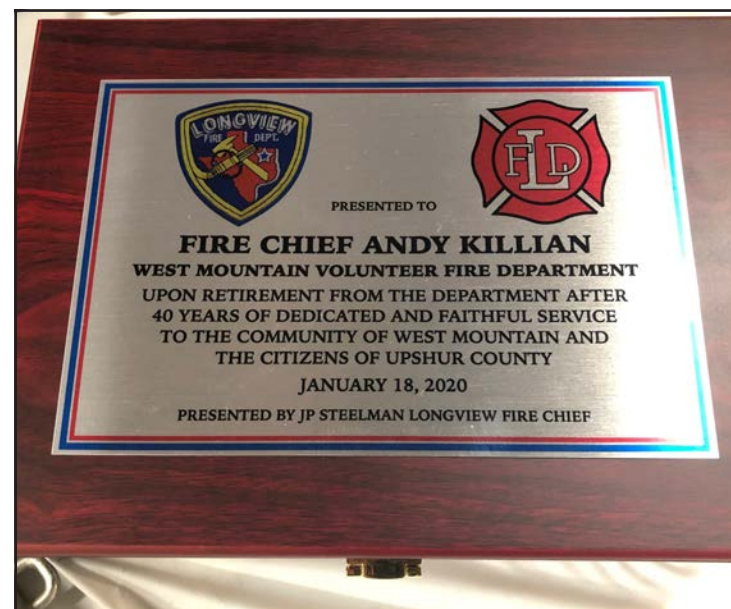 LONGVIEW
FIRE DEPT.
LFD
PRESENTED TO
FIRE CHIEF ANDY KILLIAN
WEST MOUNTAIN VOLUNTEER FIRE DEPARTMENT
UPON RETIREMENT FROM THE DEPARTMENT AFTER
40 YEARS OF DEDICATED AND FAITHFUL SERVICE
TO THE COMMUNITY OF WEST MOUNTAIN AND
THE CITIZENS OF UPSHUR COUNTY
JANUARY 18, 2020
PRESENTED BY JP STEELMAN LONGVIEW FIRE CHIEF